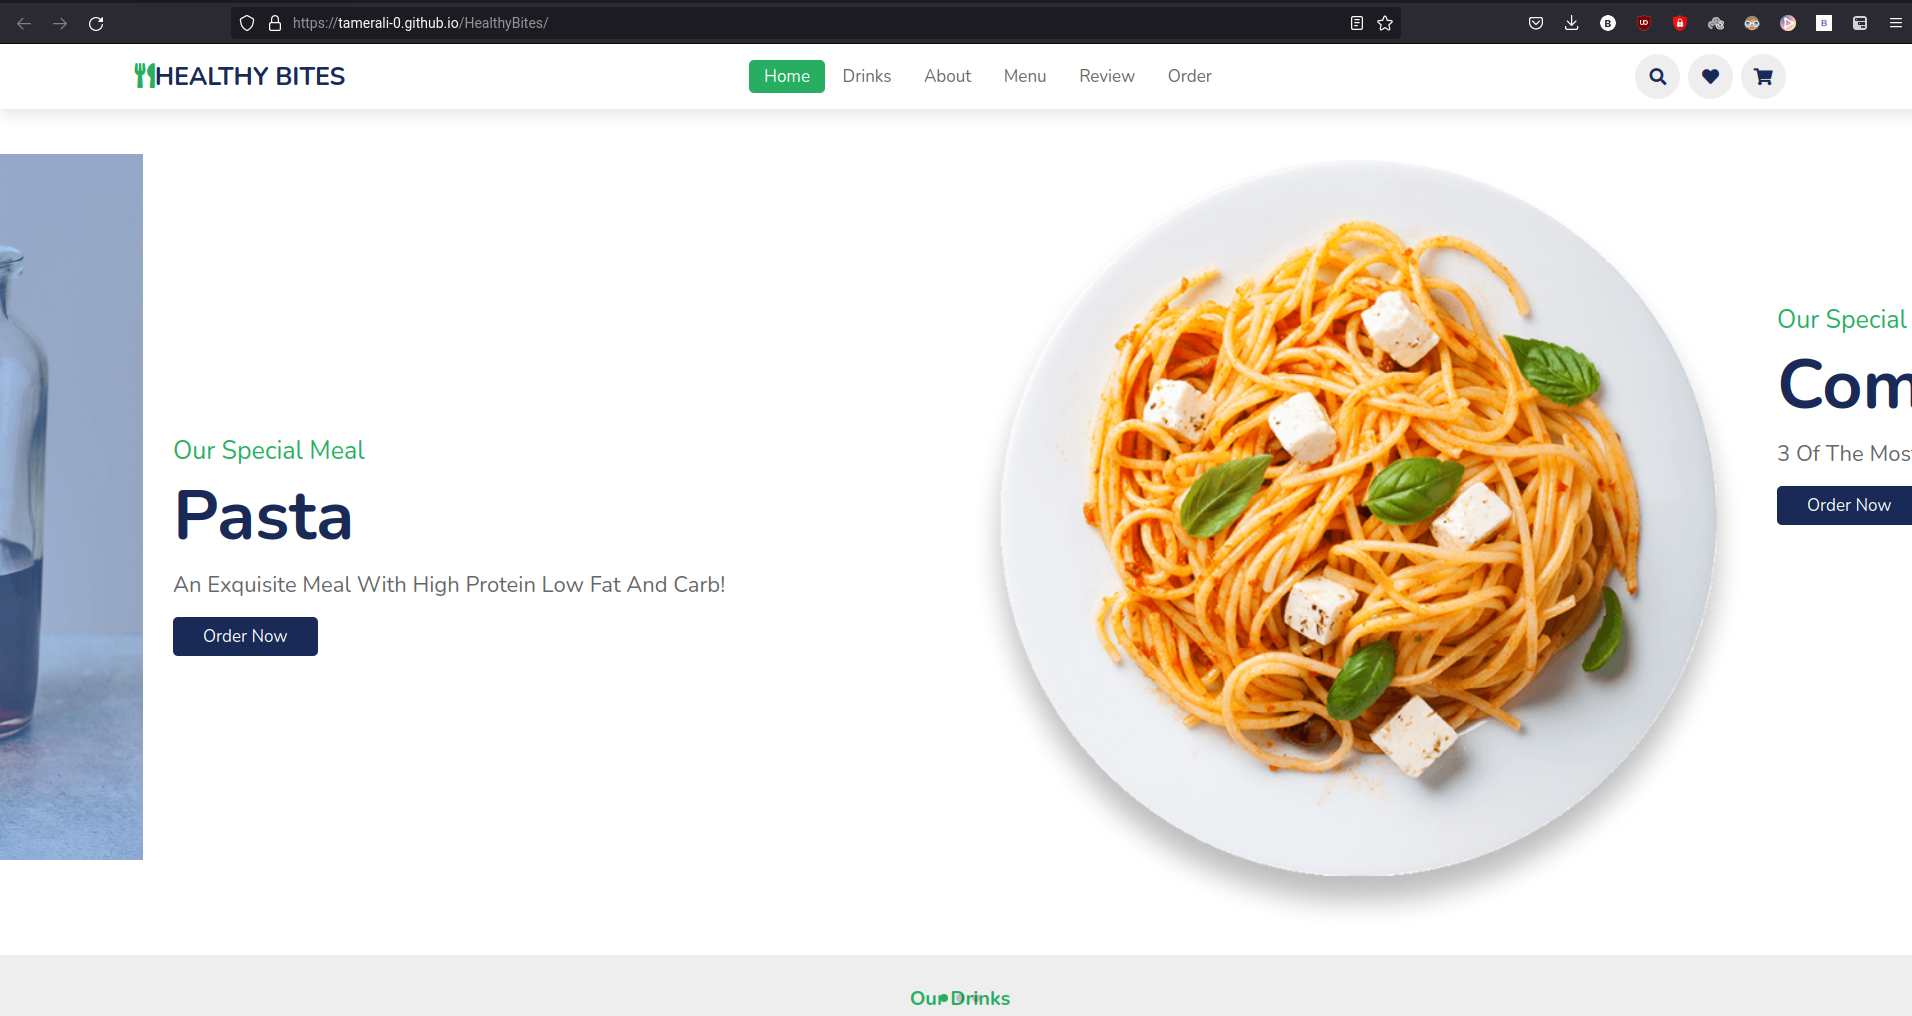 https://tamerali-0.github.io/HealthyBites/
HEALTHY BITES
Home
Drinks
About
Menu
Review
Order
Our Special Meal
Pasta
An Exquisite Meal With High Protein Low Fat And Carb!
Order Now
Our Special
Com
3 Of The Mos
Order Now
Our Drinks